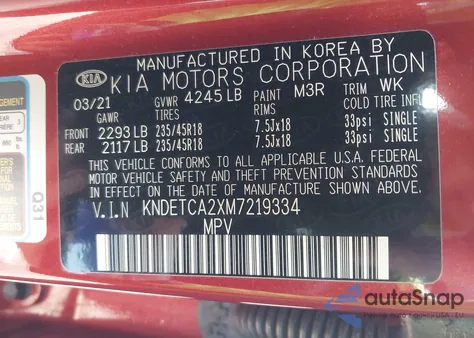 MANUFACTURED IN KOREA BY
KIA KIA MOTORS CORPORATION
03/21 GVWR 4245 LB PAINT M3R TRIM WK
GAWR TIRES RIMS COLD TIRE INFL
FRONT 2293 LB 235/45R18 7.5Jx18 33psi SINGLE
REAR 2117 LB 235/45R18 7.5Jx18 33psi SINGLE
THIS VEHICLE CONFORMS TO ALL APPLICABLE U.S.A. FEDERAL
MOTOR VEHICLE SAFETY AND THEFT PREVENTION STANDARDS
IN EFFECT ON THE DATE OF MANUFACTURE SHOWN ABOVE.
V.I.N KNDETCA2XM7219334
MPV
Q31
autoSnap